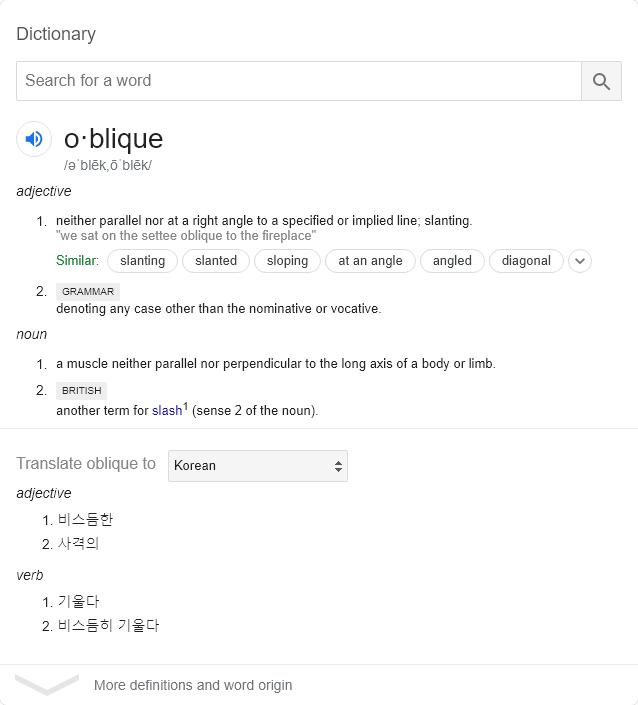 Dictionary
Search for a word
o·blique
/əˈblēk,ōˈblēk/
adjective
1. neither parallel nor at a right angle to a specified or implied line; slanting.
"we sat on the settee oblique to the fireplace"
Similar: slanting slanted sloping at an angle angled diagonal
2. GRAMMAR
denoting any case other than the nominative or vocative.
noun
1. a muscle neither parallel nor perpendicular to the long axis of a body or limb.
2. BRITISH
another term for slash¹ (sense 2 of the noun).
Translate oblique to Korean
adjective
1. 비스듬한
2. 사격의
verb
1. 기울다
2. 비스듬히 기울다
More definitions and word origin